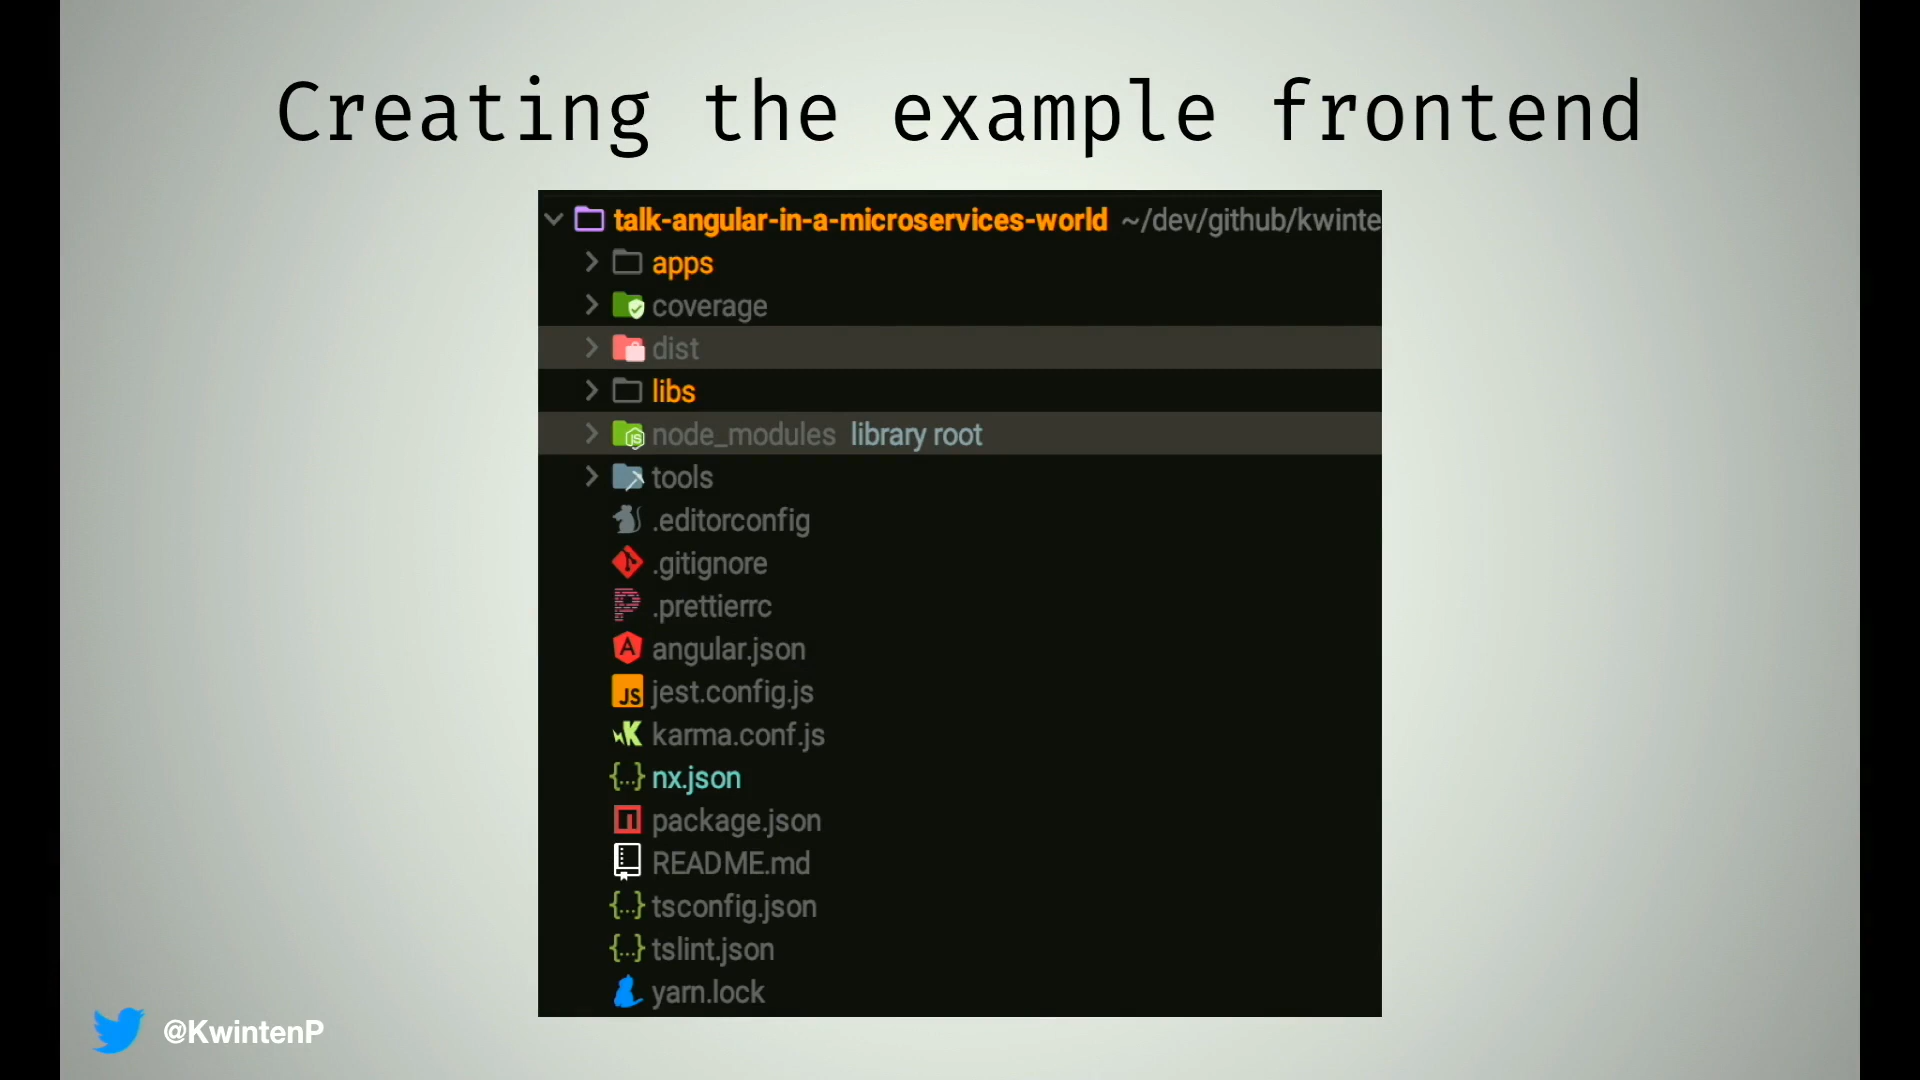 Creating the example frontend
talk-angular-in-a-microservices-world ~/dev/github/kwinte
apps
coverage
dist
libs
node_modules library root
tools
.editorconfig
.gitignore
.prettierrc
angular.json
jest.config.js
karma.conf.js
nx.json
package.json
README.md
tsconfig.json
tslint.json
yarn.lock
@KwintenP